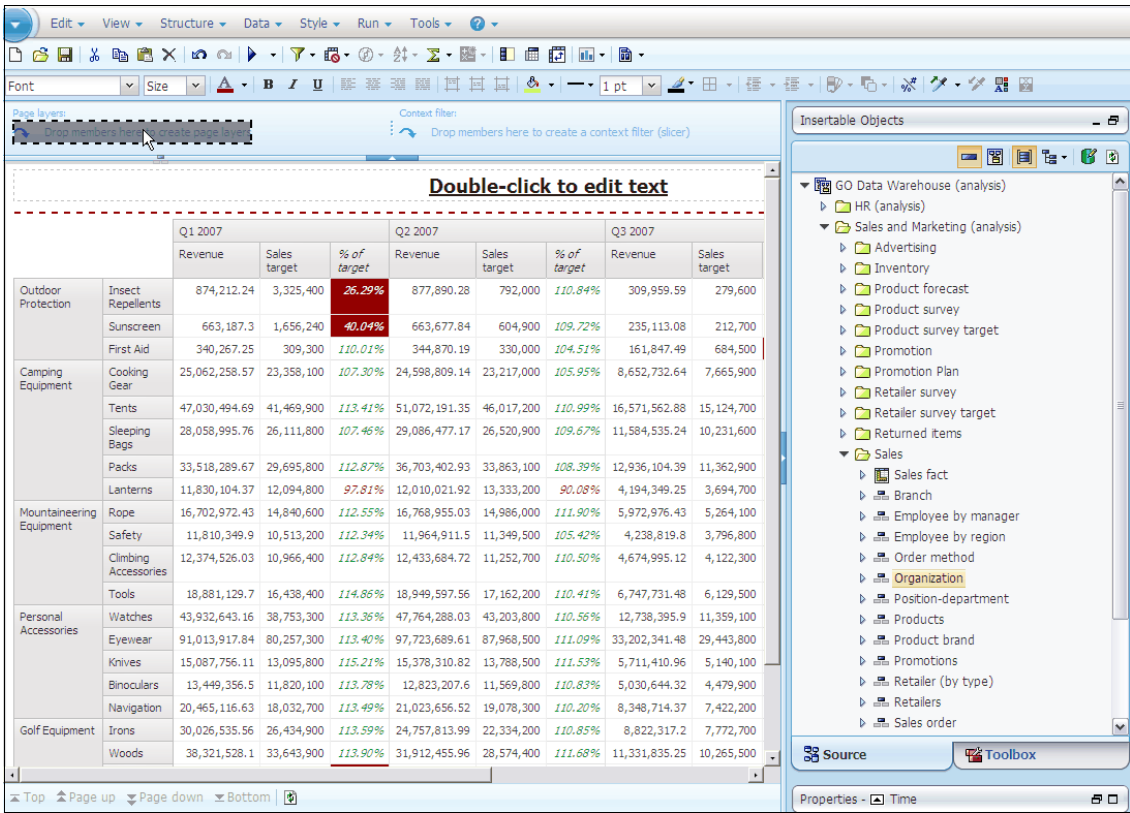 Edit View Structure Data Style Run Tools
Font Size B I U 1 pt
Page layers: Context filter:
Drop members here to create page layers Drop members here to create a context filter (slicer)
Double-click to edit text
Q1 2007 Q2 2007 Q3 2007
Revenue Sales target % of target Revenue Sales target % of target Revenue Sales target
Outdoor Protection Insect Repellents 874,212.24 3,325,400 26.29% 877,890.28 792,000 110.84% 309,959.59 279,600
Sunscreen 663,187.3 1,656,240 40.04% 663,677.84 604,900 109.72% 235,113.08 212,700
First Aid 340,267.25 309,300 110.01% 344,870.19 330,000 104.51% 161,847.49 684,500
Camping Equipment Cooking Gear 25,062,258.57 23,358,100 107.30% 24,598,809.14 23,217,000 105.95% 8,652,732.64 7,665,900
Tents 47,030,494.69 41,469,900 113.41% 51,072,191.35 46,017,200 110.99% 16,571,562.88 15,124,700
Sleeping Bags 28,058,995.76 26,111,800 107.46% 29,086,477.17 26,520,900 109.67% 11,584,535.24 10,231,600
Packs 33,518,289.67 29,695,800 112.87% 36,703,402.93 33,863,100 108.39% 12,936,104.39 11,362,900
Lanterns 11,830,104.37 12,094,800 97.81% 12,010,021.92 13,333,200 90.08% 4,194,349.25 3,694,700
Mountaineering Equipment Rope 16,702,972.43 14,840,600 112.55% 16,768,955.03 14,986,000 111.90% 5,972,976.43 5,264,100
Safety 11,810,349.9 10,513,200 112.34% 11,964,911.5 11,349,500 105.42% 4,238,819.8 3,796,800
Climbing Accessories 12,374,526.03 10,966,400 112.84% 12,433,684.72 11,252,700 110.50% 4,674,995.12 4,122,300
Tools 18,881,129.7 16,438,400 114.86% 18,949,597.56 17,162,200 110.41% 6,747,731.48 6,129,500
Personal Accessories Watches 43,932,643.16 38,753,300 113.36% 47,764,288.03 43,203,800 110.56% 12,738,395.9 11,359,100
Eyewear 91,013,917.84 80,257,300 113.40% 97,723,689.61 87,968,500 111.09% 33,202,341.48 29,443,800
Knives 15,087,756.11 13,095,800 115.21% 15,378,310.82 13,788,500 111.53% 5,711,410.96 5,140,100
Binoculars 13,449,356.5 11,820,100 113.78% 12,823,207.6 11,569,800 110.83% 5,030,644.32 4,479,900
Navigation 20,465,116.63 18,032,700 113.49% 21,023,656.52 19,078,300 110.20% 8,348,714.37 7,422,200
Golf Equipment Irons 30,026,535.56 26,434,900 113.59% 24,757,813.99 22,334,200 110.85% 8,822,317.2 7,772,700
Woods 38,321,528.1 33,643,900 113.90% 31,912,455.96 28,574,400 111.68% 11,331,835.25 10,265,500
Top Page up Page down Bottom
Insertable Objects
GO Data Warehouse (analysis)
HR (analysis)
Sales and Marketing (analysis)
Advertising
Inventory
Product forecast
Product survey
Product survey target
Promotion
Promotion Plan
Retailer survey
Retailer survey target
Returned items
Sales
Sales fact
Branch
Employee by manager
Employee by region
Order method
Organization
Position-department
Products
Product brand
Promotions
Retailer (by type)
Retailers
Sales order
Source Toolbox
Properties - Time